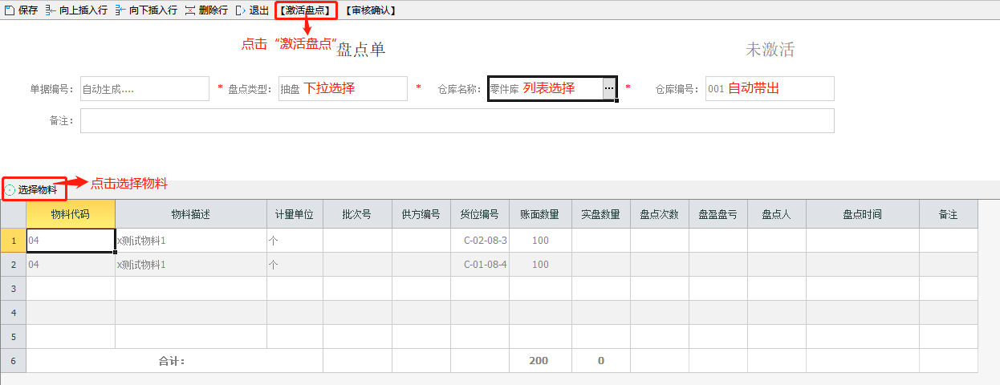 保存 向上插入行 向下插入行 删除行 退出 【激活盘点】 【审核确认】
点击“激活盘点”
盘点单 未激活
单据编号： 自动生成.... * 盘点类型： 抽盘 下拉选择 * 仓库名称： 零件库 列表选择 ... * 仓库编号： 001 自动带出
备注：
选择物料 点击选择物料
物料代码 物料描述 计量单位 批次号 供方编号 货位编号 账面数量 实盘数量 盘点次数 盘盈盘亏 盘点人 盘点时间 备注
1 04 x测试物料1 个 C-02-08-3 100
2 04 x测试物料1 个 C-01-08-4 100
3
4
5
6 合计： 200 0